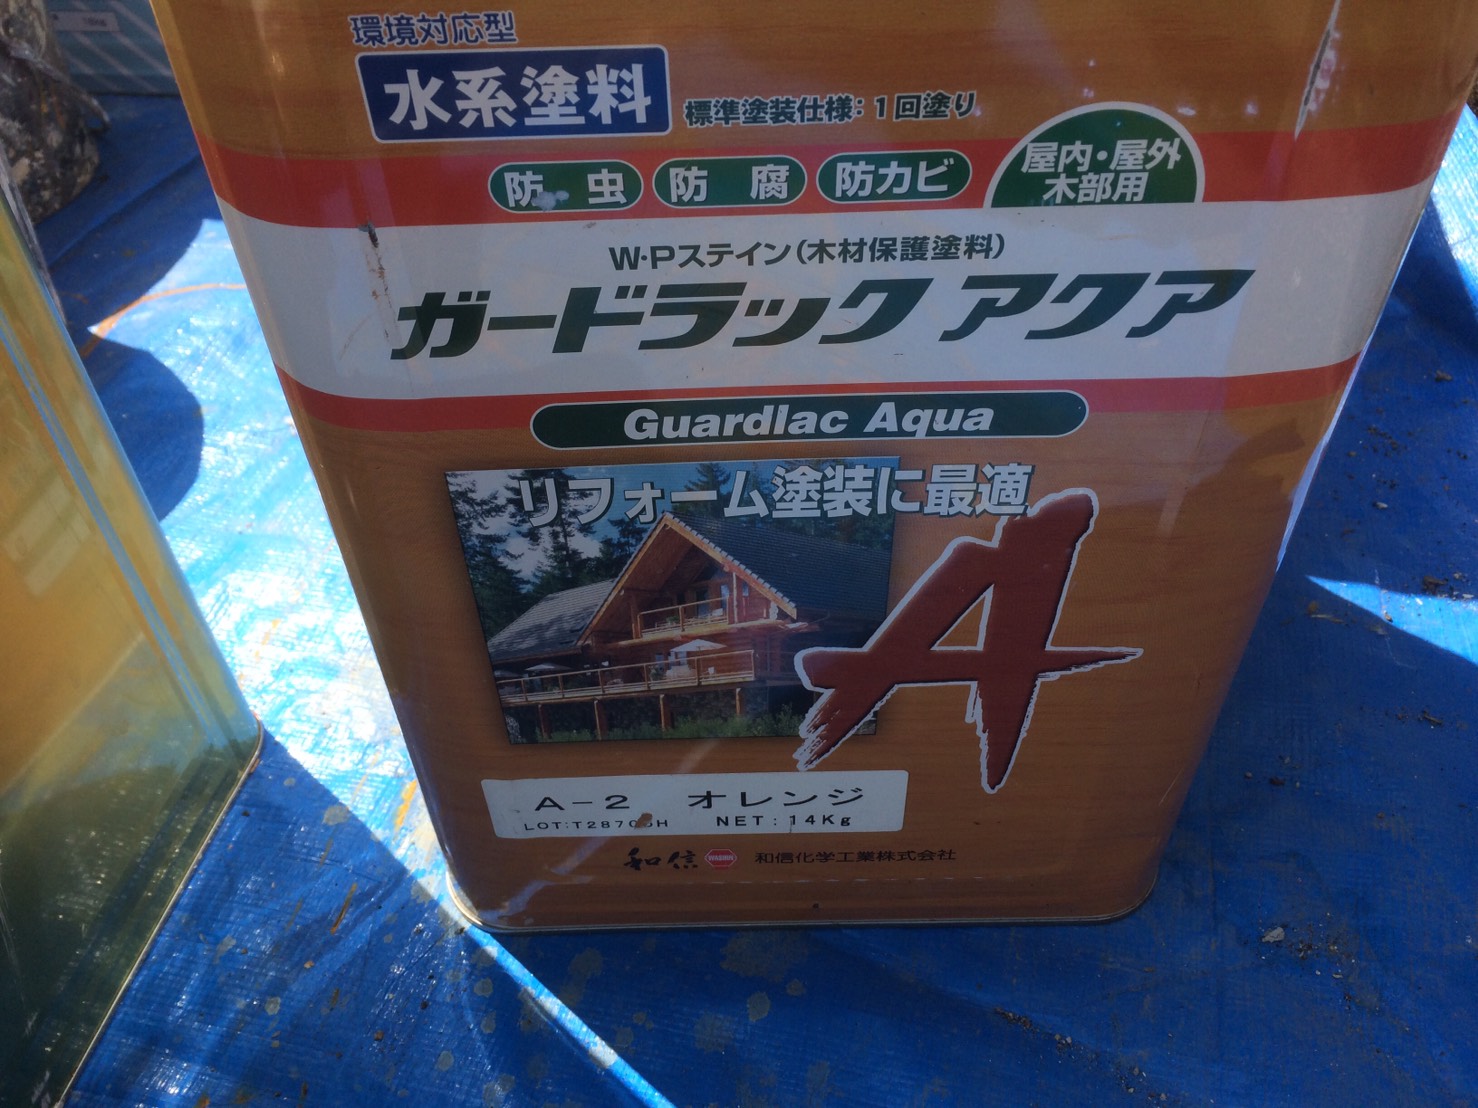 環境対応型
水系塗料
標準塗装仕様:1回塗り
防 虫
防 腐
防カビ
屋内・屋外
木部用
W・Pステイン(木材保護塗料)
ガードラック アクア
Guardlac Aqua
リフォーム塗装に最適
A
A-2 オレンジ
NET:14Kg
和信
WASHIN
和信化学工業株式会社